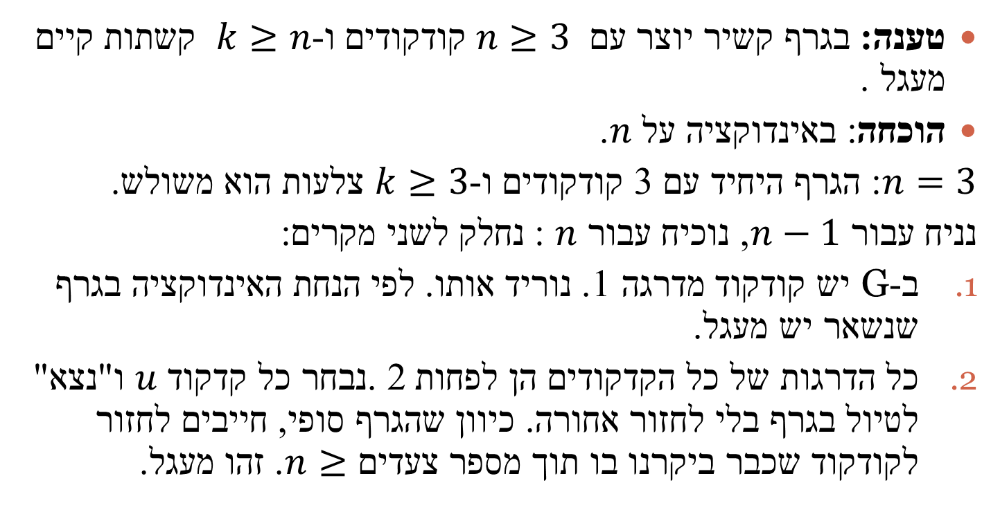 • טענה: בגרף קשיר יוצר עם n ≥ 3 קודקודים ו-k ≥ n קשתות קיים
מעגל .
• הוכחה: באינדוקציה על n.
n = 3: הגרף היחיד עם 3 קודקודים ו-k ≥ 3 צלעות הוא משולש.
נניח עבור n − 1, נוכיח עבור n : נחלק לשני מקרים:
1. ב-G יש קודקוד מדרגה 1. נוריד אותו. לפי הנחת האינדוקציה בגרף
שנשאר יש מעגל.
2. כל הדרגות של כל הקדקודים הן לפחות 2 .נבחר כל קדקוד u ו"נצא"
לטיול בגרף בלי לחזור אחורה. כיוון שהגרף סופי, חייבים לחזור
לקודקוד שכבר ביקרנו בו תוך מספר צעדים n ≥. זהו מעגל.